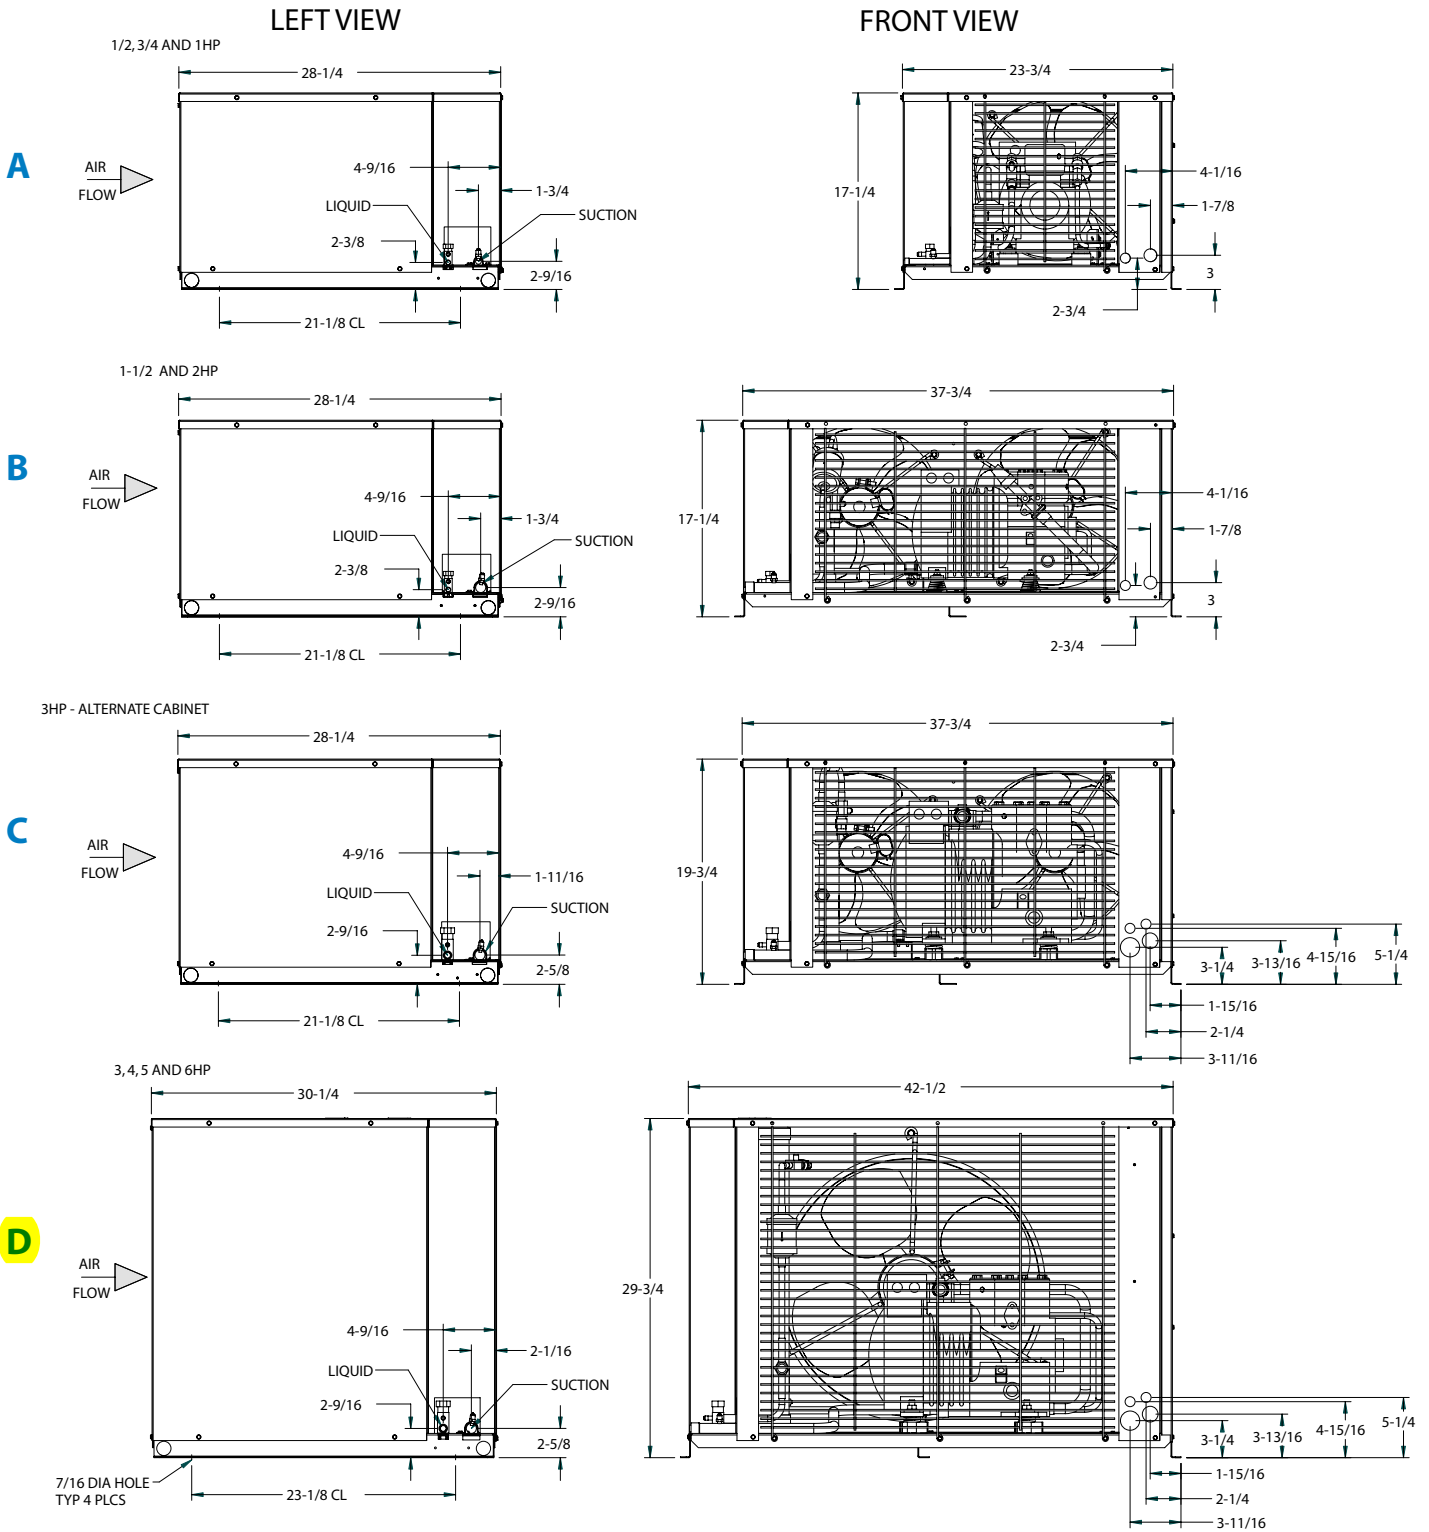 LEFT VIEW
FRONT VIEW
1/2, 3/4 AND 1HP
28-1/4
23-3/4
A
AIR
FLOW
4-9/16
1-3/4
LIQUID
SUCTION
2-3/8
2-9/16
21-1/8 CL
17-1/4
4-1/16
1-7/8
3
2-3/4
1-1/2 AND 2HP
28-1/4
37-3/4
B
AIR
FLOW
4-9/16
1-3/4
LIQUID
SUCTION
2-3/8
2-9/16
21-1/8 CL
17-1/4
4-1/16
1-7/8
3
2-3/4
3HP - ALTERNATE CABINET
28-1/4
37-3/4
C
AIR
FLOW
4-9/16
1-11/16
LIQUID
SUCTION
2-9/16
2-5/8
21-1/8 CL
19-3/4
3-1/4
3-13/16
4-15/16
5-1/4
1-15/16
2-1/4
3-11/16
3, 4, 5 AND 6HP
30-1/4
42-1/2
D
AIR
FLOW
4-9/16
2-1/16
LIQUID
SUCTION
2-9/16
2-5/8
7/16 DIA HOLE
TYP 4 PLCS
23-1/8 CL
29-3/4
3-1/4
3-13/16
4-15/16
5-1/4
1-15/16
2-1/4
3-11/16